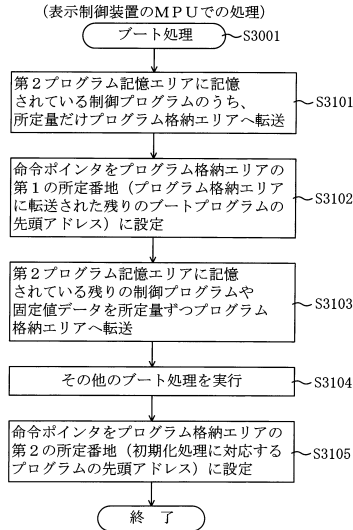 (表示制御装置のMPUでの処理)
ブート処理
S3001
第2プログラム記憶エリアに記憶
されている制御プログラムのうち、
所定量だけプログラム格納エリアへ転送
S3101
命令ポインタをプログラム格納エリアの
第1の所定番地(プログラム格納エリア
に転送された残りのブートプログラムの
先頭アドレス)に設定
S3102
第2プログラム記憶エリアに記憶
されている残りの制御プログラムや
固定値データを所定量ずつプログラム
格納エリアへ転送
S3103
その他のブート処理を実行
S3104
命令ポインタをプログラム格納エリアの
第2の所定番地(初期化処理に対応する
プログラムの先頭アドレス)に設定
S3105
終 了